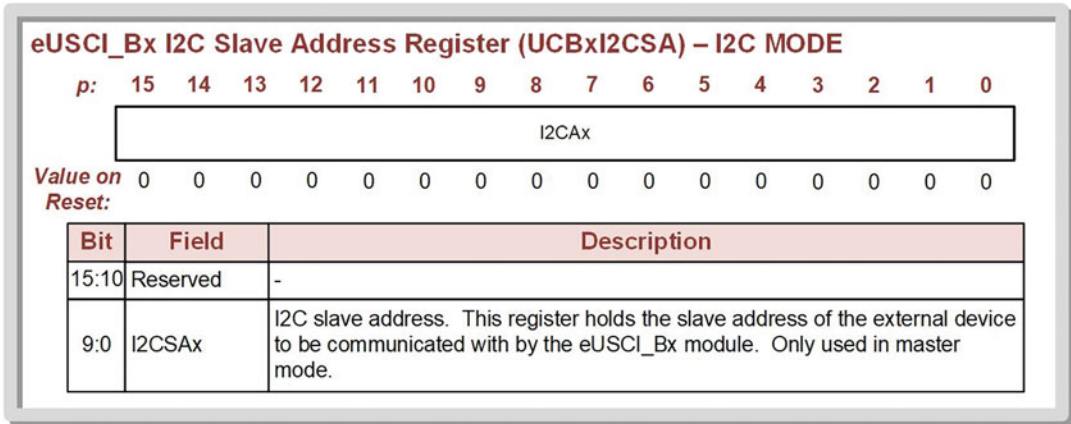 eUSCI_Bx I2C Slave Address Register (UCBxI2CSA) – I2C MODE
p: 15 14 13 12 11 10 9 8 7 6 5 4 3 2 1 0
I2CAx
Value on Reset: 0 0 0 0 0 0 0 0 0 0 0 0 0 0 0 0
Bit Field Description
15:10 Reserved -
9:0 I2CSAx I2C slave address. This register holds the slave address of the external device
to be communicated with by the eUSCI_Bx module. Only used in master
mode.